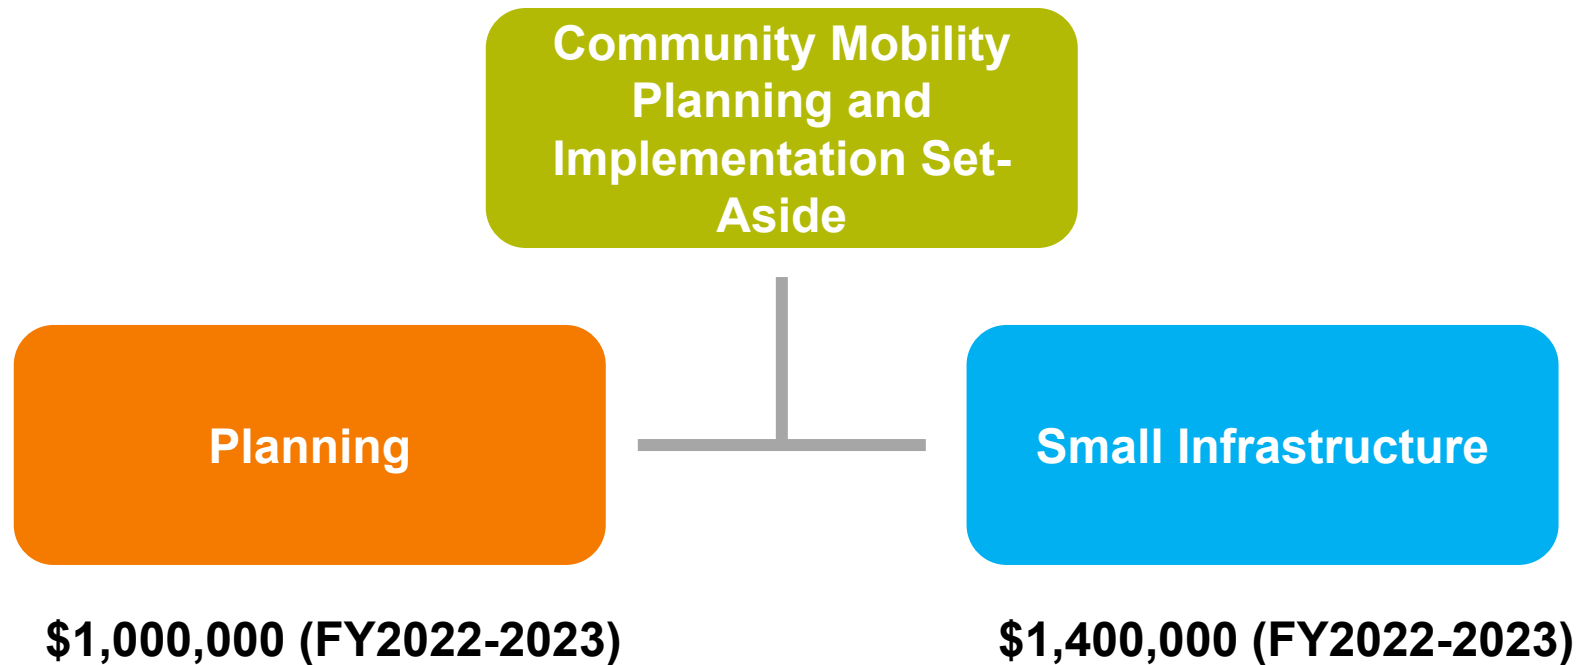 Community Mobility
Planning and
Implementation Set-
Aside
Planning
Small Infrastructure
$1,000,000 (FY2022-2023)
$1,400,000 (FY2022-2023)